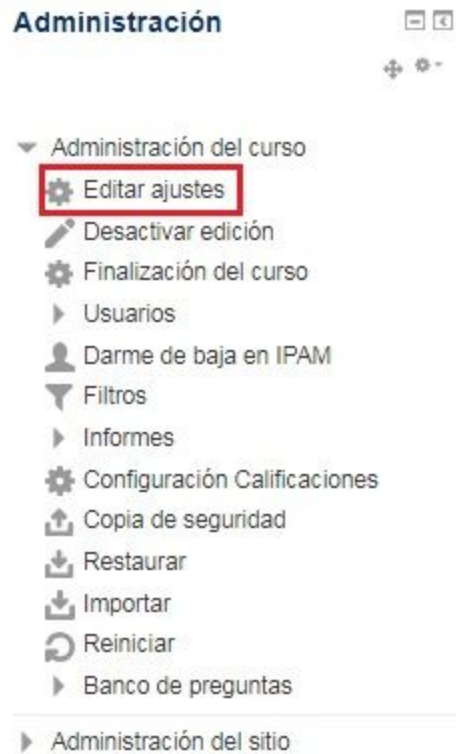 Administración
Administración del curso
Editar ajustes
Desactivar edición
Finalización del curso
Usuarios
Darme de baja en IPAM
Filtros
Informes
Configuración Calificaciones
Copia de seguridad
Restaurar
Importar
Reiniciar
Banco de preguntas
Administración del sitio